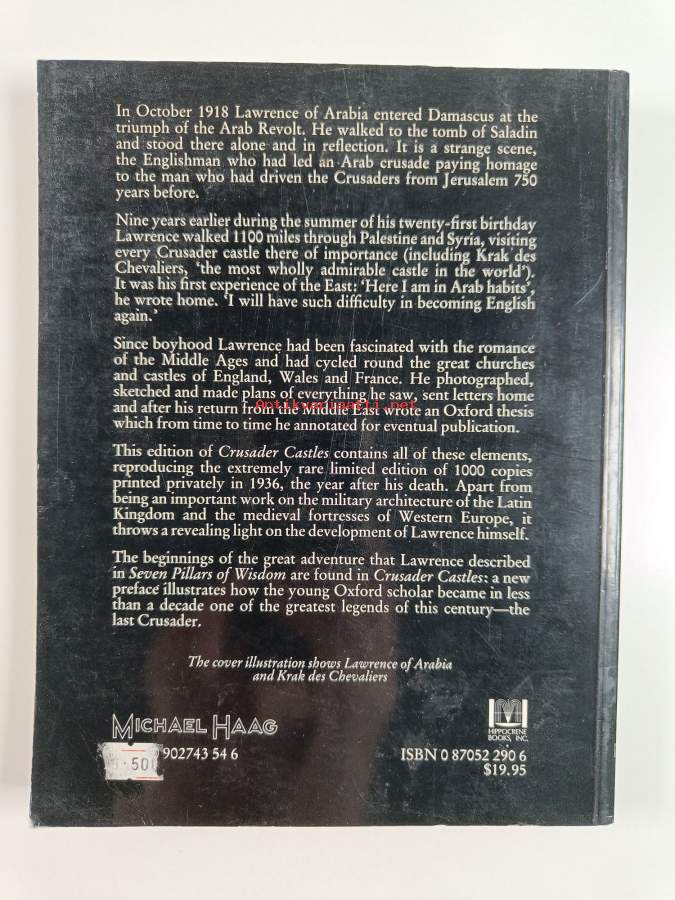 In October 1918 Lawrence of Arabia entered Damascus at the
triumph of the Arab Revolt. He walked to the tomb of Saladin
and stood there alone and in reflection. It is a strange scene,
the Englishman who had led an Arab crusade paying homage
to the man who had driven the Crusaders from Jerusalem 750
years before.
Nine years earlier during the summer of his twenty-first birthday
Lawrence walked 1100 miles through Palestine and Syria, visiting
every Crusader castle there of importance (including Krak des
Chevaliers, ‘the most wholly admirable castle in the world’).
It was his first experience of the East: ‘Here I am in Arab habits’,
he wrote home. ‘I will have such difficulty in becoming English
again.’
Since boyhood Lawrence had been fascinated with the romance
of the Middle Ages and had cycled round the great churches
and castles of England, Wales and France. He photographed,
sketched and made plans of everything he saw, sent letters home
and after his return from the Middle East wrote an Oxford thesis
Antikvariaatti.net
which from time to time he annotated for eventual publication.
This edition of Crusader Castles contains all of these elements,
reproducing the extremely rare limited edition of 1000 copies
printed privately in 1936, the year after his death. Apart from
being an important work on the military architecture of the Latin
Kingdom and the medieval fortresses of Western Europe, it
throws a revealing light on the development of Lawrence himself.
The beginnings of the great adventure that Lawrence described
in Seven Pillars of Wisdom are found in Crusader Castles: a new
preface illustrates how the young Oxford scholar became in less
than a decade one of the greatest legends of this century—the
last Crusader.
The cover illustration shows Lawrence of Arabia
and Krak des Chevaliers
MICHAEL HAAG
902743 54 6
50
HIPPOCRENE
BOOKS, INC.
ISBN 0 87052 290 6
$19.95